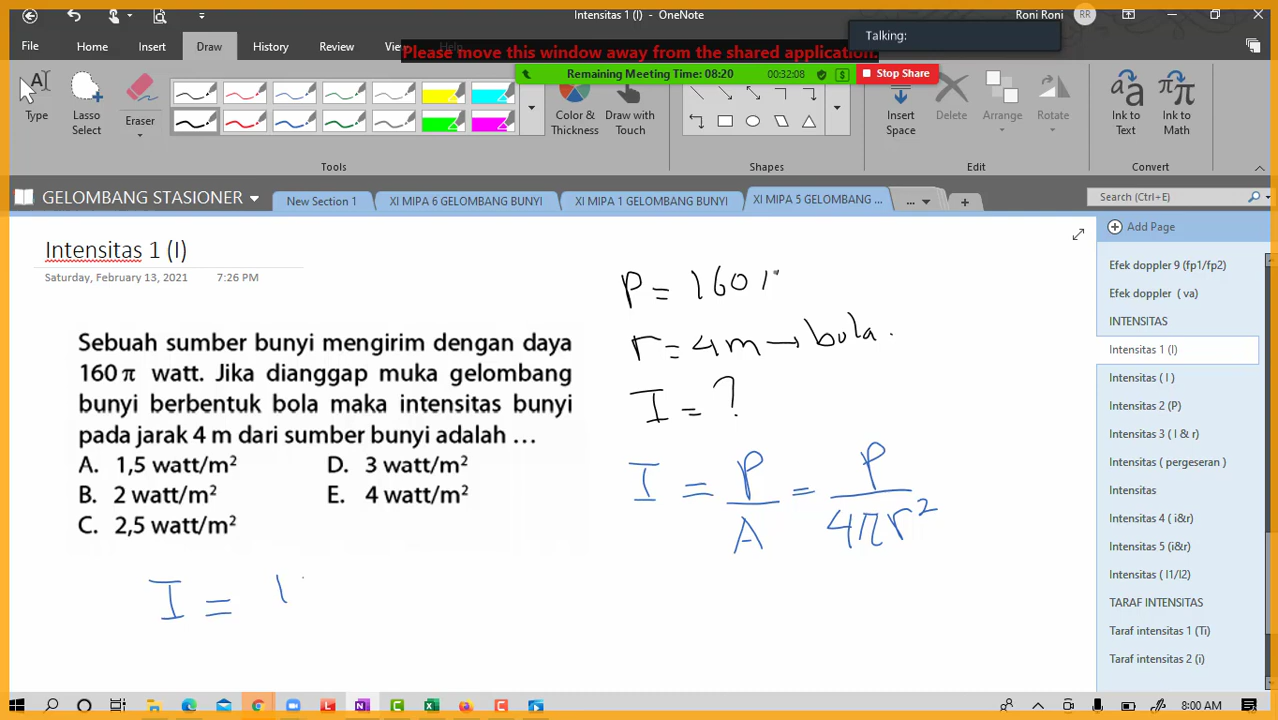 Intensitas 1 (I) - OneNote
Roni Roni RR
Talking:
File Home Insert Draw History Review
Please move this window away from the shared application.
Remaining Meeting Time: 08:20 00:32:08 Stop Share
Type
Lasso Select
Eraser
Color & Thickness
Draw with Touch
Insert Space
Delete
Arrange
Rotate
Ink to Text
Ink to Math
Tools
Shapes
Edit
Convert
GELOMBANG STASIONER
New Section 1
XI MIPA 6 GELOMBANG BUNYI
XI MIPA 1 GELOMBANG BUNYI
XI MIPA 5 GELOMBANG ...
...
Search (Ctrl+E)
Intensitas 1 (I)
Saturday, February 13, 2021 7:26 PM
Sebuah sumber bunyi mengirim dengan daya
160 π watt. Jika dianggap muka gelombang
bunyi berbentuk bola maka intensitas bunyi
pada jarak 4 m dari sumber bunyi adalah …
A. 1,5 watt/m² D. 3 watt/m²
B. 2 watt/m² E. 4 watt/m²
C. 2,5 watt/m²
P = 160
r = 4 m → bola.
I = ?
I = P/A = P/4πr²
I =
Add Page
Efek doppler 9 (fp1/fp2)
Efek doppler ( va)
INTENSITAS
Intensitas 1 (I)
Intensitas ( I )
Intensitas 2 (P)
Intensitas 3 ( I & r)
Intensitas ( pergeseran )
Intensitas
Intensitas 4 ( i&r)
Intensitas 5 (i&r)
Intensitas ( I1/I2)
TARAF INTENSITAS
Taraf intensitas 1 (Ti)
Taraf intensitas 2 (i)
8:00 AM